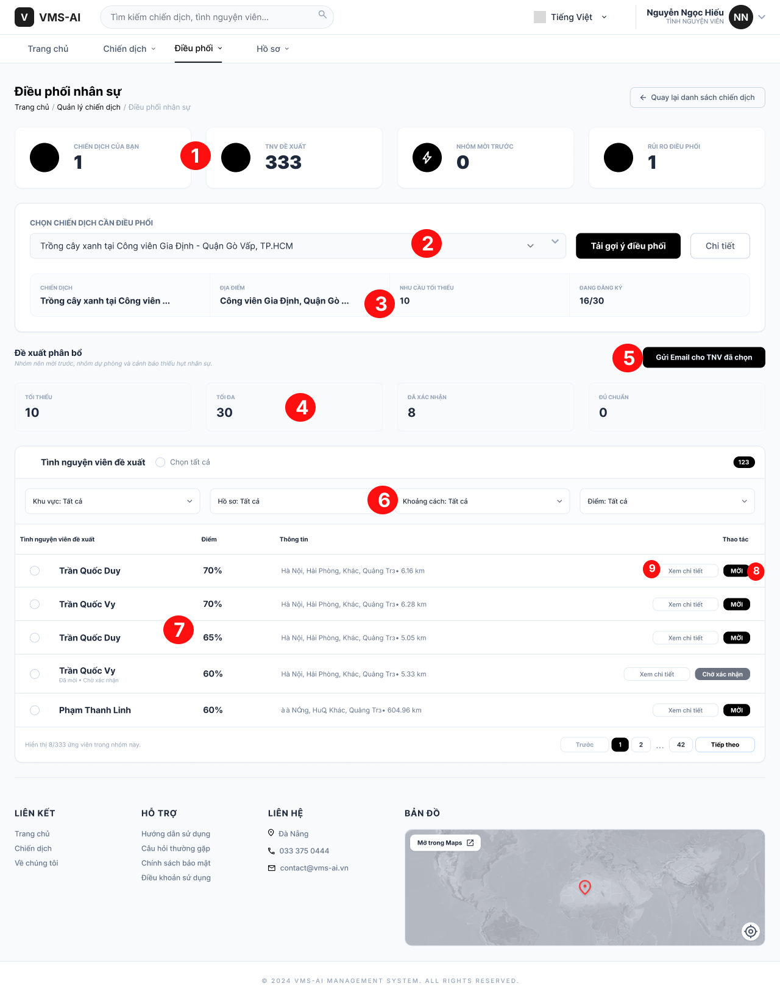 V VMS-AI
Tìm kiếm chiến dịch, tình nguyện viên...
Tiếng Việt
Nguyễn Ngọc Hiếu
TÌNH NGUYỆN VIÊN
NN
Trang chủ
Chiến dịch
Điều phối
Hồ sơ
Điều phối nhân sự
Trang chủ / Quản lý chiến dịch / Điều phối nhân sự
← Quay lại danh sách chiến dịch
CHIẾN DỊCH CỦA BẠN
1
1
TNV ĐỀ XUẤT
333
NHÓM MỜI TRƯỚC
0
RỦI RO ĐIỀU PHỐI
1
CHỌN CHIẾN DỊCH CẦN ĐIỀU PHỐI
Trồng cây xanh tại Công viên Gia Định - Quận Gò Vấp, TP.HCM
2
Tải gợi ý điều phối
Chi tiết
CHIẾN DỊCH
Trồng cây xanh tại Công viên ...
ĐỊA ĐIỂM
Công viên Gia Định, Quận Gò ...
3
NHU CẦU TỐI THIỂU
10
ĐANG ĐĂNG KÝ
16/30
Đề xuất phân bổ
Nhóm nên mời trước, nhóm dự phòng và cảnh báo thiếu hụt nhân sự.
5
Gửi Email cho TNV đã chọn
TỐI THIỂU
10
TỐI ĐA
30
4
ĐÃ XÁC NHẬN
8
ĐỦ CHUẨN
0
Tình nguyện viên đề xuất
Chọn tất cả
123
Khu vực: Tất cả
Hồ sơ: Tất cả
6
Khoảng cách: Tất cả
Điểm: Tất cả
Tình nguyện viên đề xuất Điểm Thông tin Thao tác
Trần Quốc Duy 70% Hà Nội, Hải Phòng, Khác, Quảng Trị• 6.16 km 9 Xem chi tiết MỜI 8
Trần Quốc Vy 70% Hà Nội, Hải Phòng, Khác, Quảng Trị• 6.28 km Xem chi tiết MỜI
7
Trần Quốc Duy 65% Hà Nội, Hải Phòng, Khác, Quảng Trị• 5.05 km Xem chi tiết MỜI
Trần Quốc Vy 60% Hà Nội, Hải Phòng, Khác, Quảng Trị• 5.33 km Xem chi tiết Chờ xác nhận
Đã mời • Chờ xác nhận
Phạm Thanh Linh 60% Khác, Quảng Trị• 604.96 km Xem chi tiết MỜI
Hiển thị 8/333 ứng viên trong nhóm này.
Trước 1 2 ... 42 Tiếp theo
LIÊN KẾT
Trang chủ
Chiến dịch
Về chúng tôi
HỖ TRỢ
Hướng dẫn sử dụng
Câu hỏi thường gặp
Chính sách bảo mật
Điều khoản sử dụng
LIÊN HỆ
Đà Nẵng
033 375 0444
contact@vms-ai.vn
BẢN ĐỒ
Mở trong Maps
© 2024 VMS-AI MANAGEMENT SYSTEM. ALL RIGHTS RESERVED.